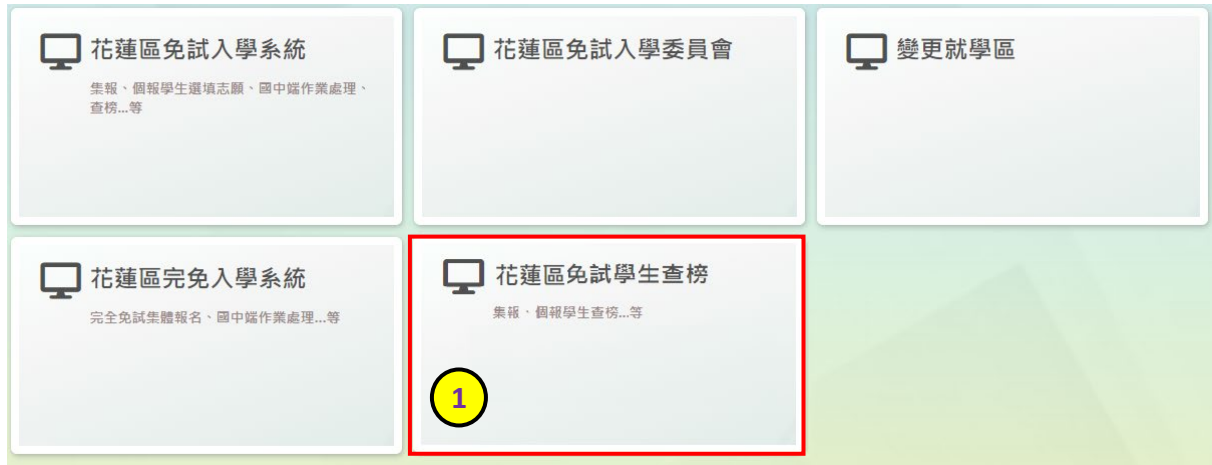 花蓮區免試入學系統
集報、個報學生選填志願、國中端作業處理、
查榜...等
花蓮區免試入學委員會
變更就學區
花蓮區完免入學系統
完全免試集體報名、國中端作業處理...等
花蓮區免試學生查榜
集報、個報學生查榜...等
1